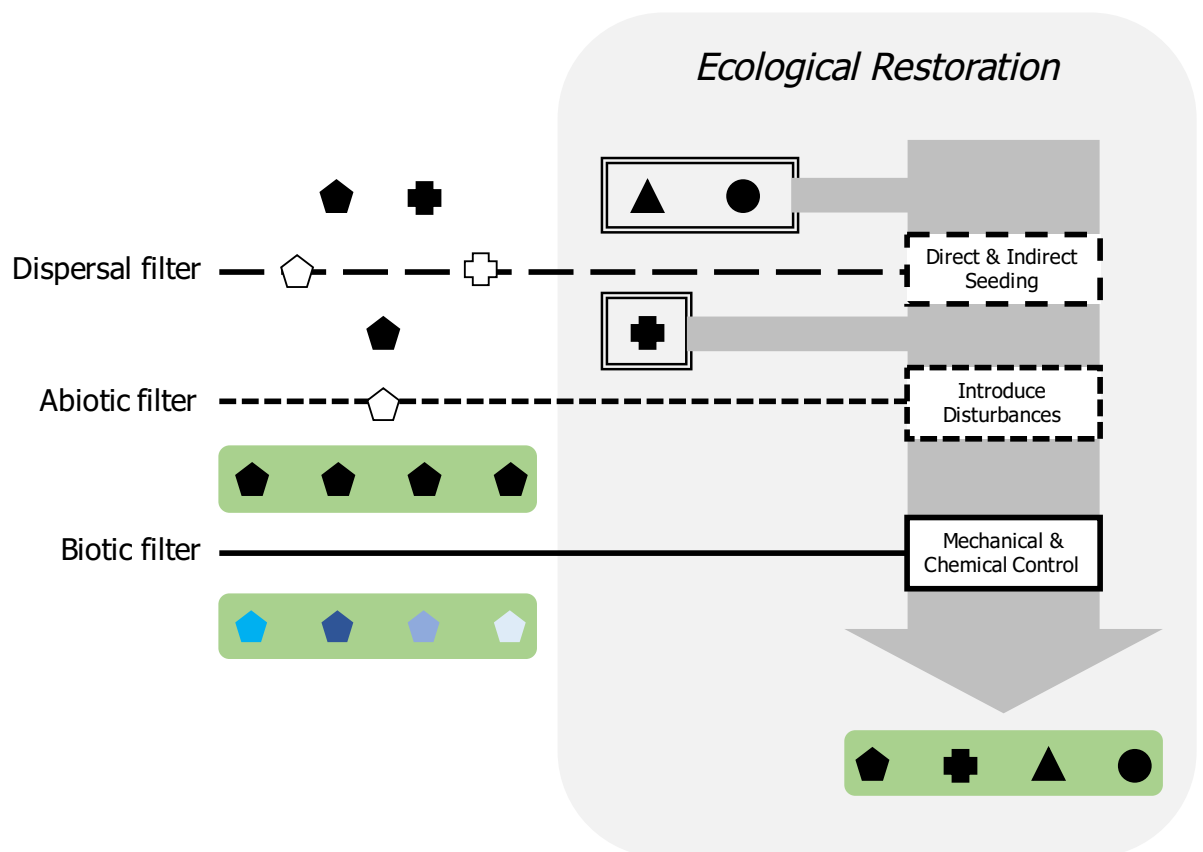 Ecological Restoration
Dispersal filter
Direct & Indirect
Seeding
Abiotic filter
Introduce
Disturbances
Biotic filter
Mechanical &
Chemical Control